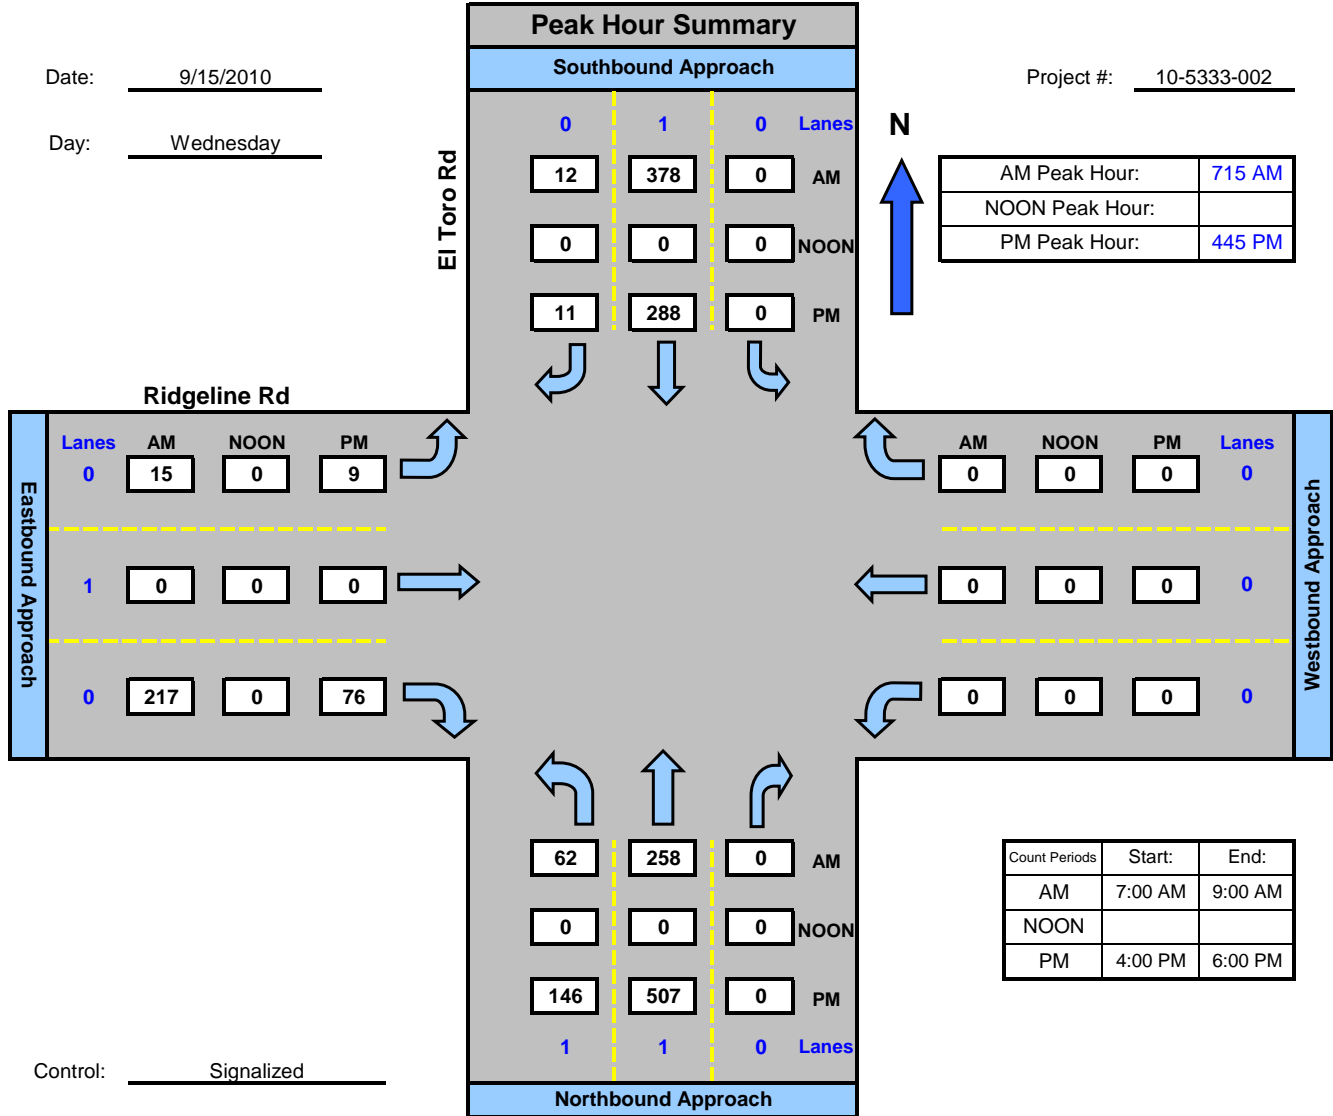 Peak Hour Summary
Southbound Approach
Date: 9/15/2010
Project #: 10-5333-002
Day: Wednesday
El Toro Rd
0 1 0 Lanes
12 378 0 AM
0 0 0 NOON
11 288 0 PM
N
AM Peak Hour: 715 AM
NOON Peak Hour:
PM Peak Hour: 445 PM
Ridgeline Rd
Eastbound Approach
Lanes AM NOON PM
0 15 0 9
1 0 0 0
0 217 0 76
AM NOON PM Lanes
0 0 0 0
0 0 0 0
0 0 0 0
Westbound Approach
62 258 0 AM
0 0 0 NOON
146 507 0 PM
1 1 0 Lanes
Northbound Approach
Count Periods Start: End:
AM 7:00 AM 9:00 AM
NOON
PM 4:00 PM 6:00 PM
Control: Signalized